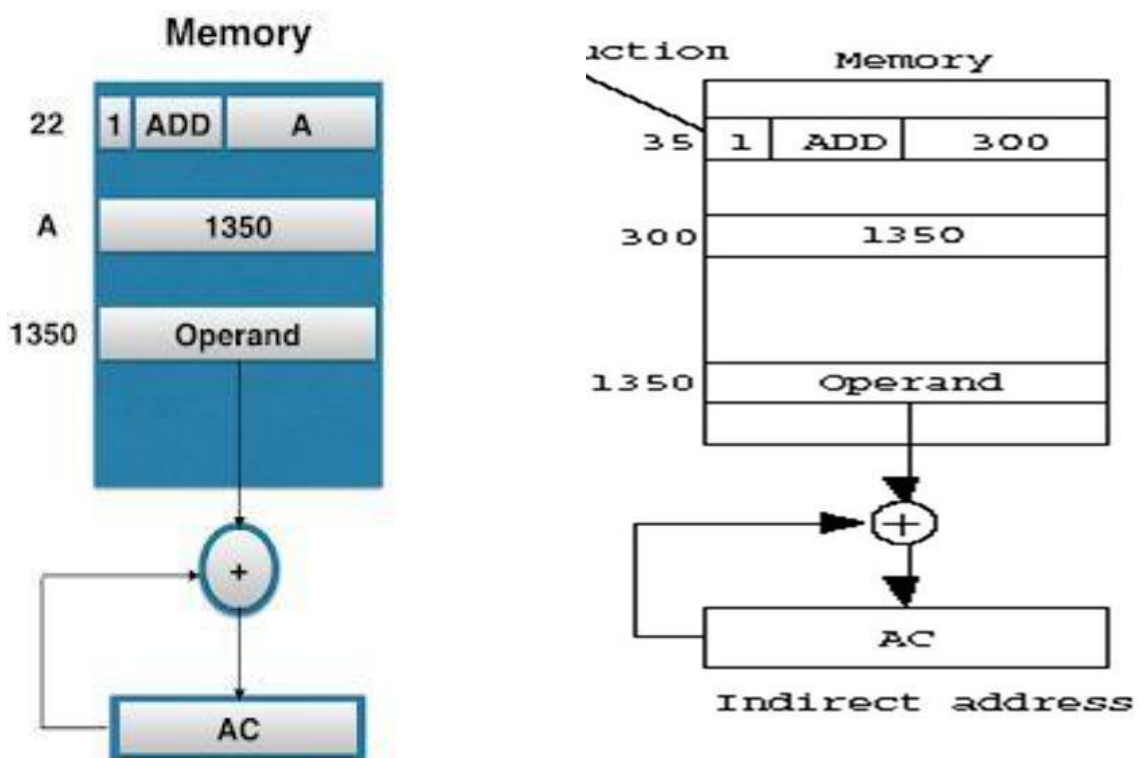 Memory
22 1 ADD A
A 1350
1350 Operand
+
AC
uction
Memory
35 1 ADD 300
300 1350
1350 Operand
+
AC
Indirect address